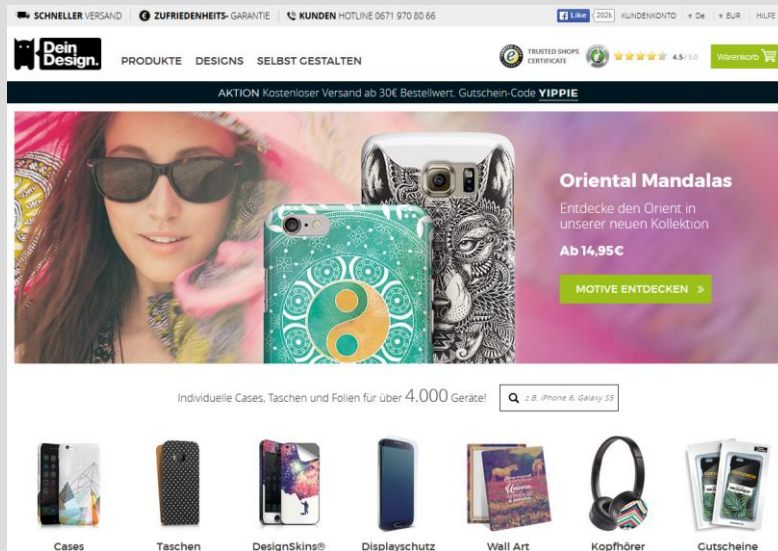 SCHNELLER VERSAND ZUFRIEDENHEITS- GARANTIE KUNDEN HOTLINE 0671 970 80 66 Like 202k KUNDENKONTO De EUR HILFE
Dein
Design.
PRODUKTE DESIGNS SELBST GESTALTEN
TRUSTED SHOPS
CERTIFICATE
4.5/5.0
Warenkorb
AKTION Kostenloser Versand ab 30€ Bestellwert. Gutschein-Code YIPPIE
Oriental Mandalas
Entdecke den Orient in
unserer neuen Kollektion
Ab 14,95€
MOTIVE ENTDECKEN »
Individuelle Cases, Taschen und Folien für über 4.000 Geräte!
z.B. iPhone 6, Galaxy S5
GUTSCHEIN
GUTSCHEIN
Cases Taschen DesignSkins® Displayschutz Wall Art Kopfhörer Gutscheine